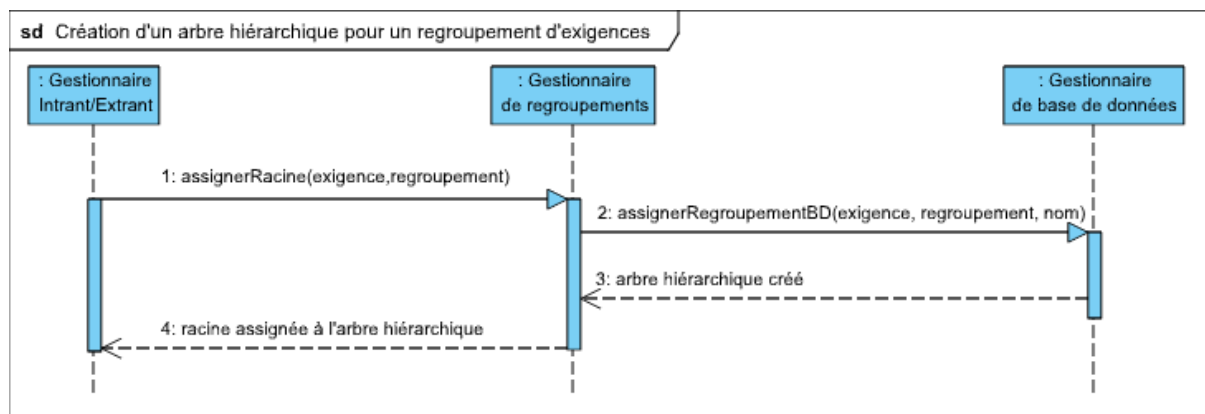 sd Création d'un arbre hiérarchique pour un regroupement d'exigences
: Gestionnaire
Intrant/Extrant
: Gestionnaire
de regroupements
: Gestionnaire
de base de données
1: assignerRacine(exigence,regroupement)
2: assignerRegroupementBD(exigence, regroupement, nom)
3: arbre hiérarchique créé
4: racine assignée à l'arbre hiérarchique